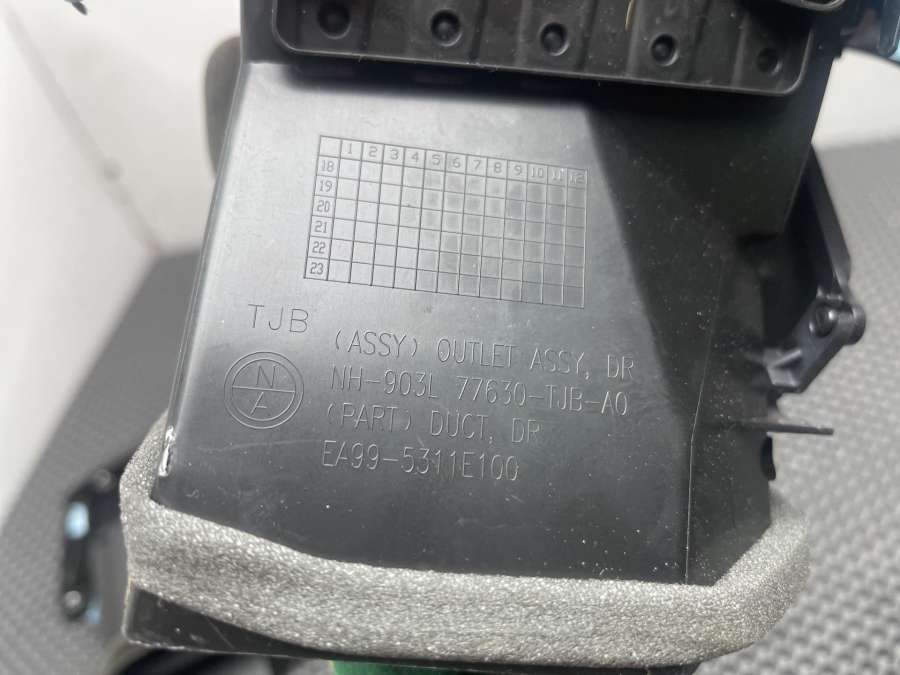 1 2 3 4 5 6 7 8 9 10 11 12
18
19
20
21
22
23
TJB
(ASSY) OUTLET ASSY, DR
NH-903L 77630-TJB-A0
(PART) DUCT, DR
EA99-5311E100
N
A